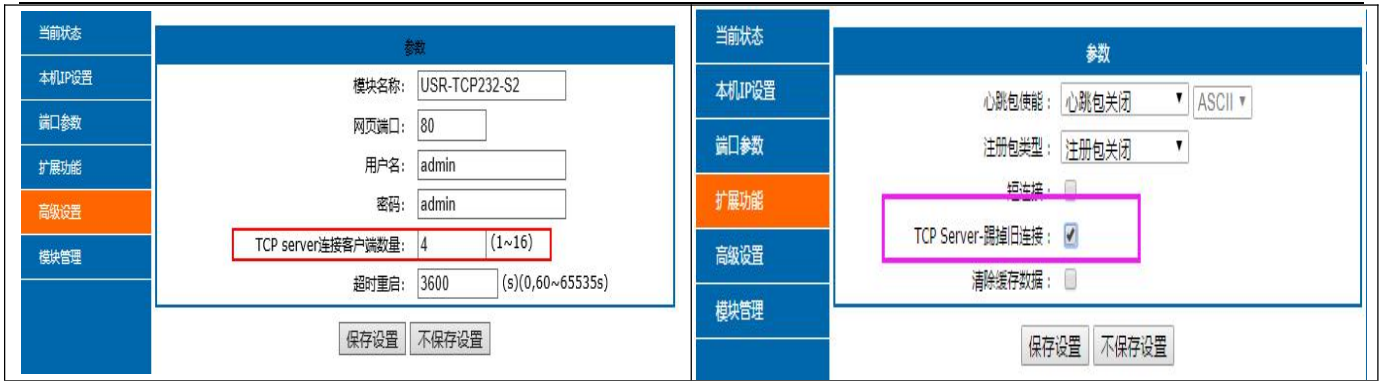 当前状态
本机IP设置
端口参数
扩展功能
高级设置
模块管理
参数
模块名称: USR-TCP232-S2
网页端口: 80
用户名: admin
密码: admin
TCP server连接客户端数量: 4 (1~16)
超时重启: 3600 (s)(0,60~65535s)
保存设置 不保存设置
当前状态
本机IP设置
端口参数
扩展功能
高级设置
模块管理
参数
心跳包使能: 心跳包关闭 ASCII
注册包类型: 注册包关闭
短连接:
TCP Server-踢掉旧连接:
清除缓存数据:
保存设置 不保存设置